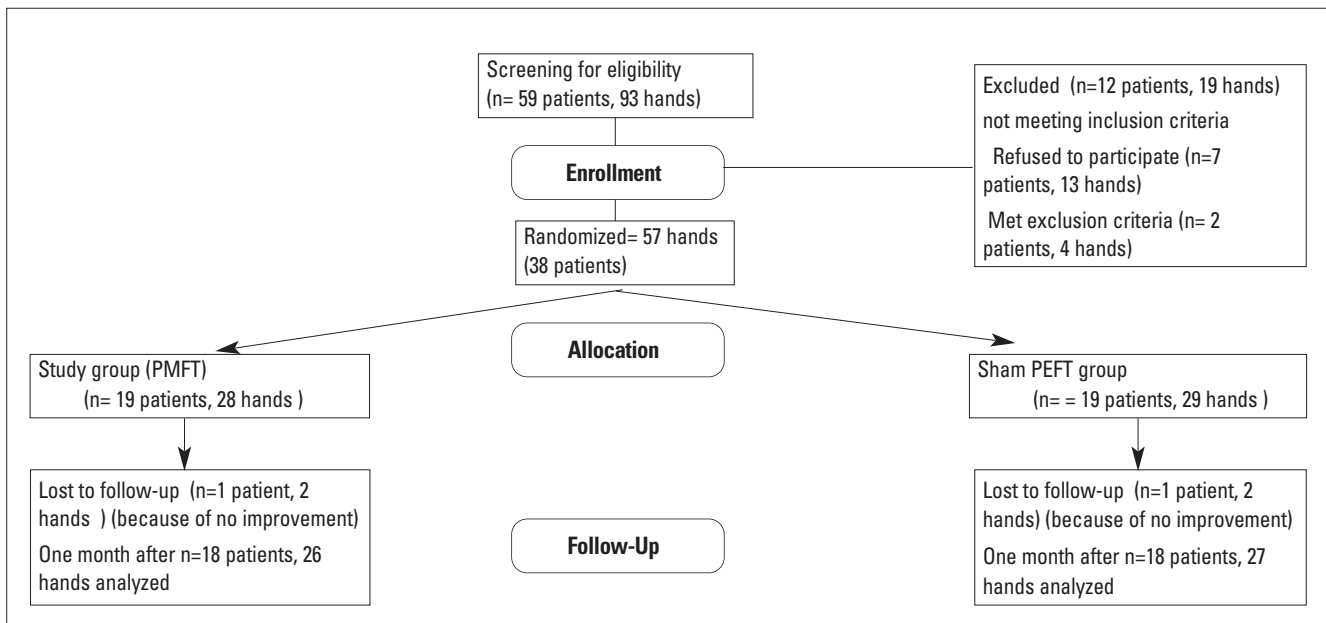 Screening for eligibility
(n= 59 patients, 93 hands)
Excluded (n=12 patients, 19 hands)
not meeting inclusion criteria
Refused to participate (n=7
patients, 13 hands)
Met exclusion criteria (n= 2
patients, 4 hands)
Enrollment
Randomized= 57 hands
(38 patients)
Allocation
Study group (PMFT)
(n= 19 patients, 28 hands )
Sham PEFT group
(n= = 19 patients, 29 hands )
Lost to follow-up (n=1 patient, 2
hands ) (because of no improvement)
One month after n=18 patients, 26
hands analyzed
Follow-Up
Lost to follow-up (n=1 patient, 2
hands) (because of no improvement)
One month after n=18 patients, 27
hands analyzed